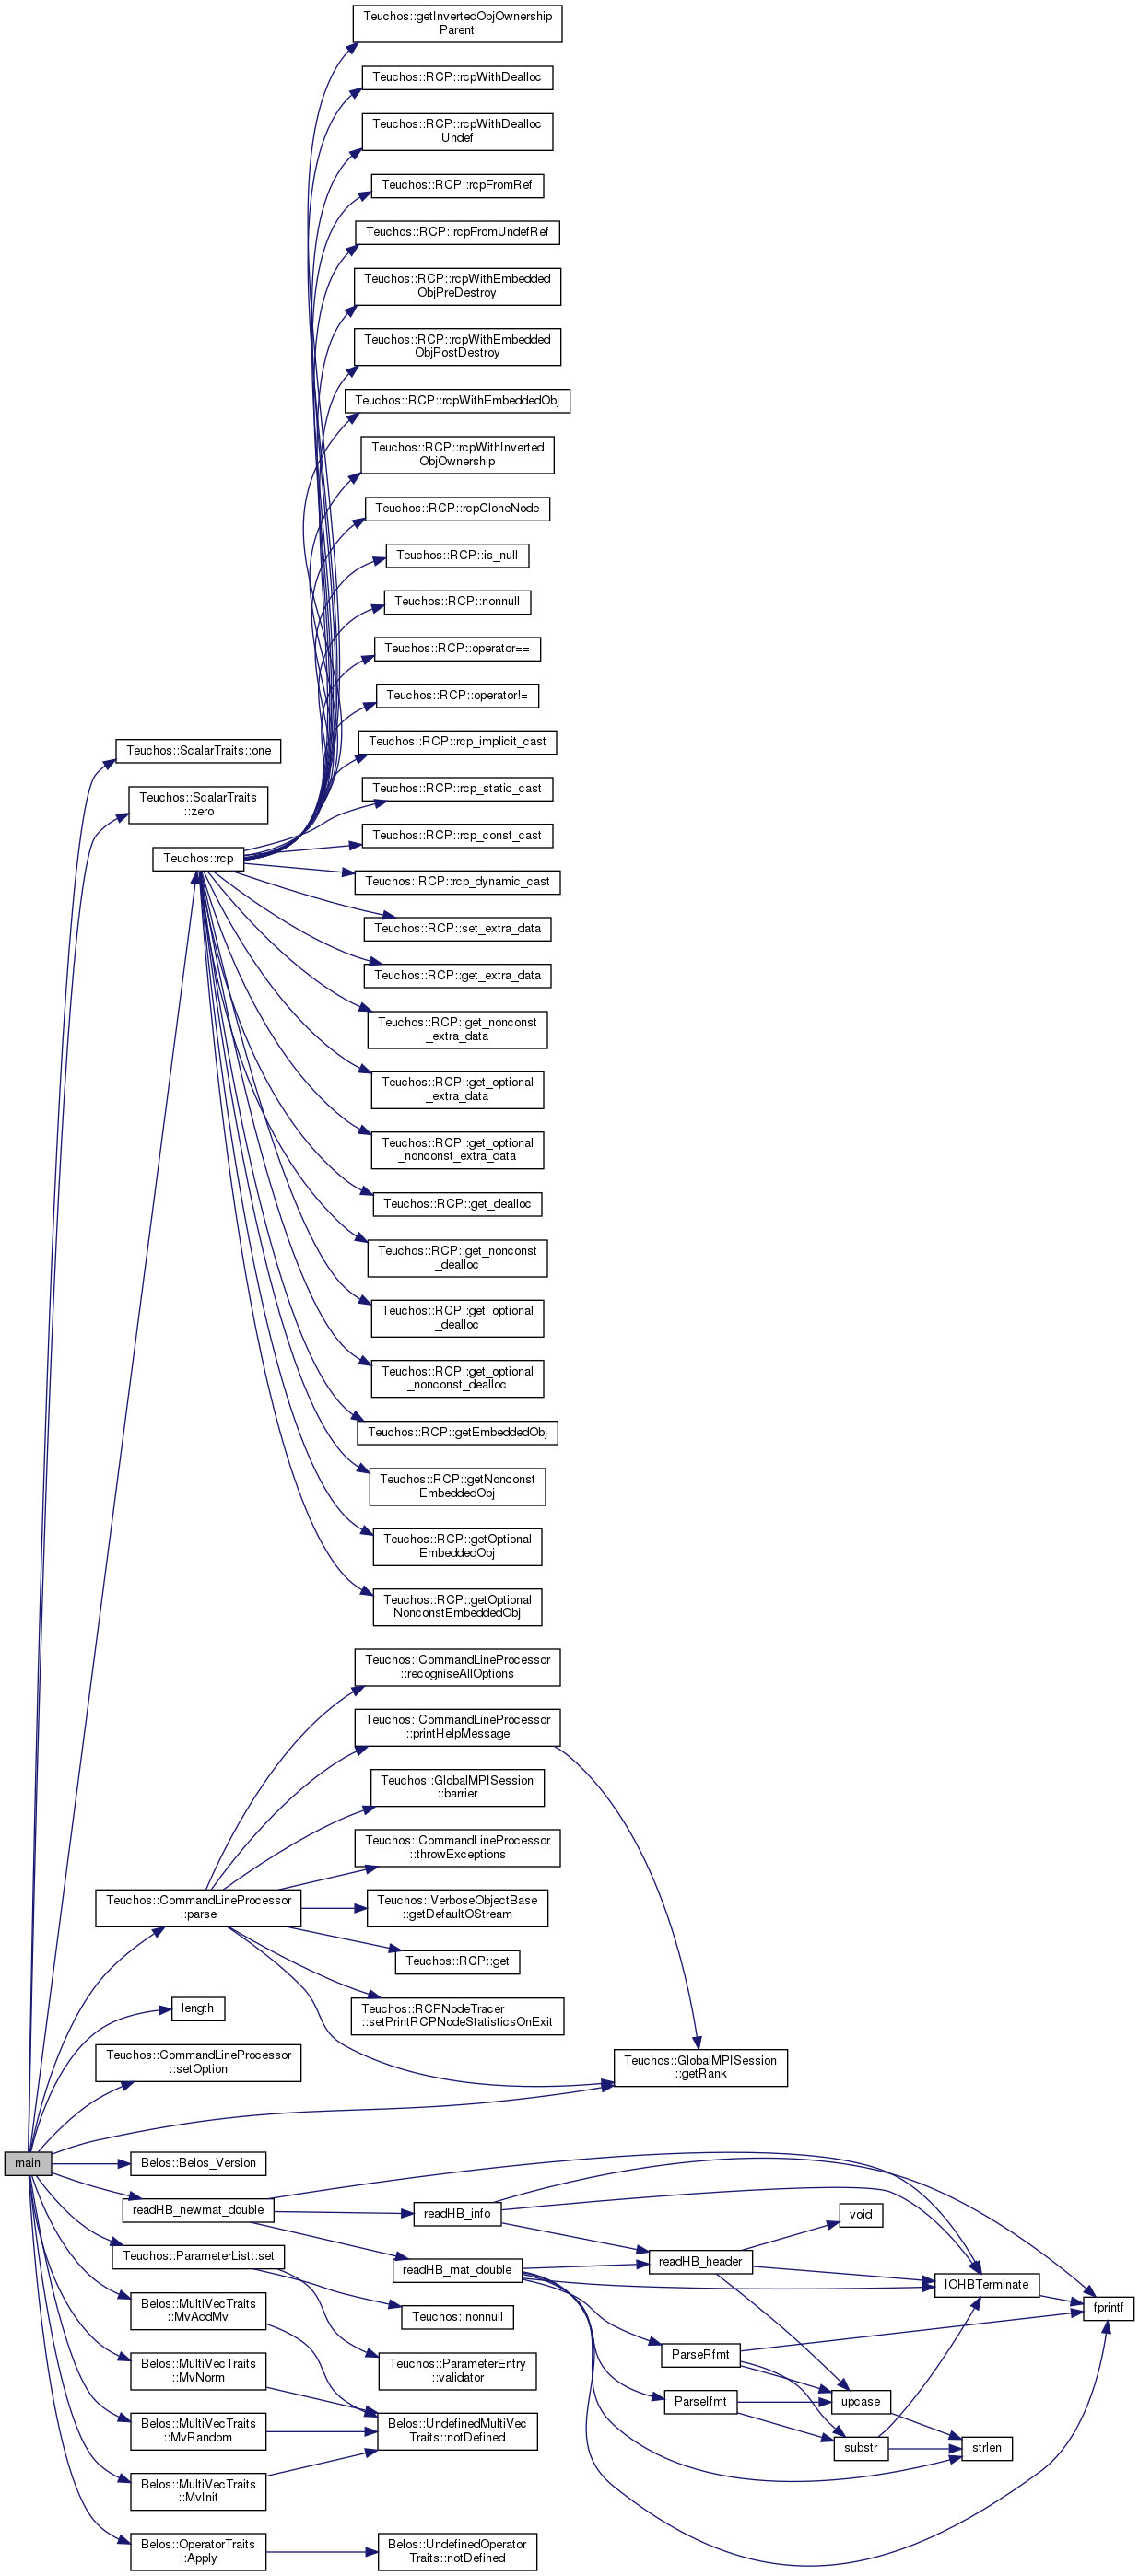 Teuchos::getInvertedObjOwnership
Parent
Teuchos::RCP::rcpWithDealloc
Teuchos::RCP::rcpWithDealloc
Undef
Teuchos::RCP::rcpFromRef
Teuchos::RCP::rcpFromUndefRef
Teuchos::RCP::rcpWithEmbedded
ObjPreDestroy
Teuchos::RCP::rcpWithEmbedded
ObjPostDestroy
Teuchos::RCP::rcpWithEmbeddedObj
Teuchos::RCP::rcpWithInverted
ObjOwnership
Teuchos::RCP::rcpCloneNode
Teuchos::RCP::is_null
Teuchos::RCP::nonnull
Teuchos::RCP::operator==
Teuchos::RCP::operator!=
Teuchos::RCP::rcp_implicit_cast
Teuchos::ScalarTraits::one
Teuchos::RCP::rcp_static_cast
Teuchos::ScalarTraits
::zero
Teuchos::RCP::rcp_const_cast
Teuchos::rcp
Teuchos::RCP::rcp_dynamic_cast
Teuchos::RCP::set_extra_data
Teuchos::RCP::get_extra_data
Teuchos::RCP::get_nonconst
_extra_data
Teuchos::RCP::get_optional
_extra_data
Teuchos::RCP::get_optional
_nonconst_extra_data
Teuchos::RCP::get_dealloc
Teuchos::RCP::get_nonconst
_dealloc
Teuchos::RCP::get_optional
_dealloc
Teuchos::RCP::get_optional
_nonconst_dealloc
Teuchos::RCP::getEmbeddedObj
Teuchos::RCP::getNonconst
EmbeddedObj
Teuchos::RCP::getOptional
EmbeddedObj
Teuchos::RCP::getOptional
NonconstEmbeddedObj
Teuchos::CommandLineProcessor
::recogniseAllOptions
Teuchos::CommandLineProcessor
::printHelpMessage
Teuchos::GlobalMPISession
::barrier
Teuchos::CommandLineProcessor
::throwExceptions
Teuchos::CommandLineProcessor
::parse
Teuchos::VerboseObjectBase
::getDefaultOStream
Teuchos::RCP::get
length
Teuchos::RCPNodeTracer
::setPrintRCPNodeStatisticsOnExit
Teuchos::CommandLineProcessor
::setOption
Teuchos::GlobalMPISession
::getRank
main
Belos::Belos_Version
readHB_newmat_double
readHB_info
void
Teuchos::ParameterList::set
readHB_mat_double
readHB_header
IOHBTerminate
fprintf
Belos::MultiVecTraits
::MvAddMv
Teuchos::nonnull
ParseRfmt
Belos::MultiVecTraits
::MvNorm
Teuchos::ParameterEntry
::validator
ParseIfmt
upcase
Belos::MultiVecTraits
::MvRandom
Belos::UndefinedMultiVec
Traits::notDefined
substr
strlen
Belos::MultiVecTraits
::MvInit
Belos::OperatorTraits
::Apply
Belos::UndefinedOperator
Traits::notDefined